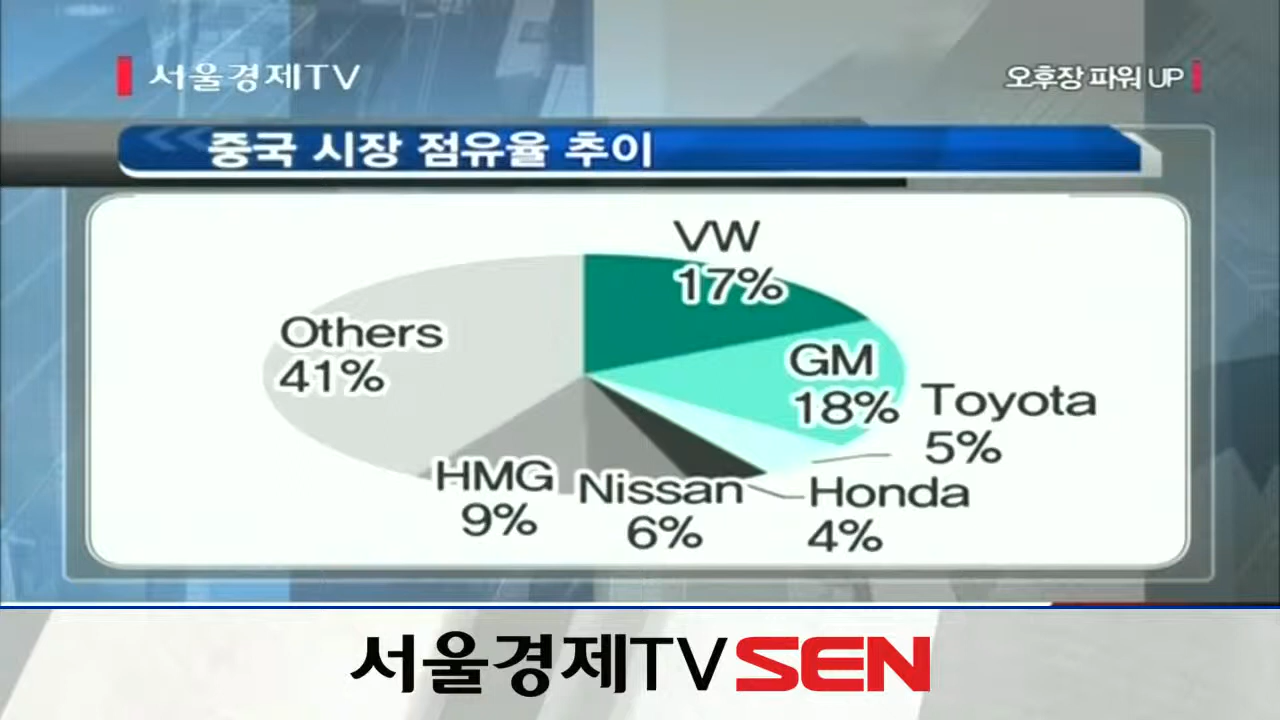 서울경제TV
오후장 파워 UP
중국 시장 점유율 추이
VW
17%
Others
41%
GM
18%
Toyota
5%
HMG
9%
Nissan
6%
Honda
4%
서울경제TV SEN